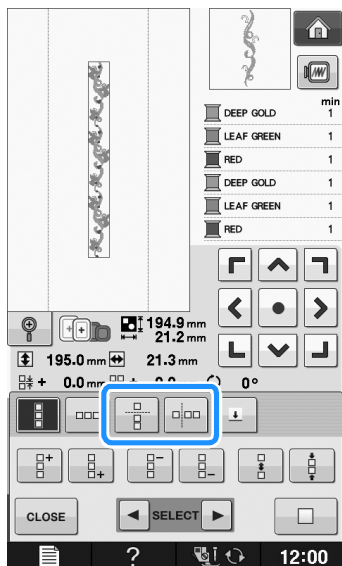 min
DEEP GOLD 1
LEAF GREEN 1
RED 1
DEEP GOLD 1
LEAF GREEN 1
RED 1
194.9 mm
21.2 mm
195.0 mm 21.3 mm
+ 0.0 mm + mm 0°
CLOSE SELECT
? 12:00